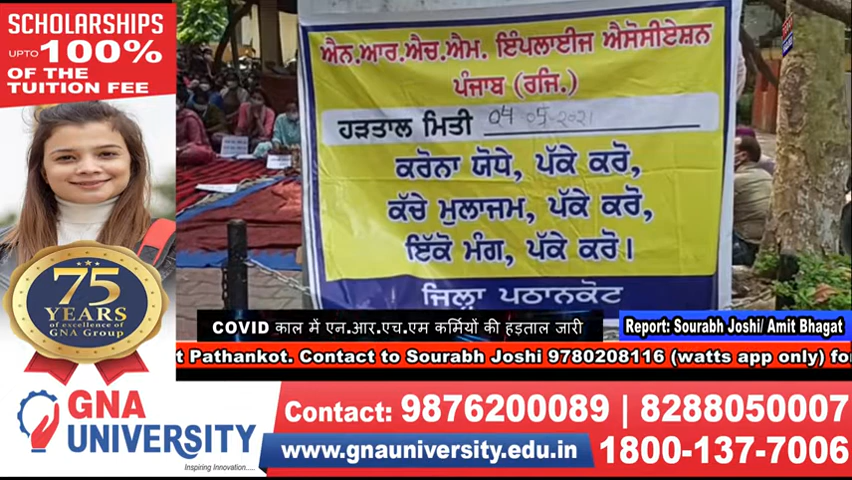 SCHOLARSHIPS
UPTO 100%
OF THE
TUITION FEE
75
YEARS
of excellence of
GNA Group
ਐਨ.ਆਰ.ਐਚ.ਐਮ. ਇੰਪਲਾਈਜ ਐਸੋਸੀਏਸ਼ਨ
ਪੰਜਾਬ (ਰਜਿ.)
ਹੜਤਾਲ ਮਿਤੀ 04 05-2021
ਕਰੋਨਾ ਯੋਧੇ, ਪੱਕੇ ਕਰੋ,
ਕੱਚੇ ਮੁਲਾਜਮ, ਪੱਕੇ ਕਰੋ,
ਇੱਕੋ ਮੰਗ, ਪੱਕੇ ਕਰੋ।
ਜਿਲ੍ਹਾ ਪਠਾਨਕੋਟ
COVID काल में एन.आर.एच.एम कर्मियों की हड़ताल जारी
Report: Sourabh Joshi/ Amit Bhagat
t Pathankot. Contact to Sourabh Joshi 9780208116 (watts app only) for
GNA
UNIVERSITY
Inspiring Innovation.....
Contact: 9876200089 | 8288050007
www.gnauniversity.edu.in 1800-137-7006